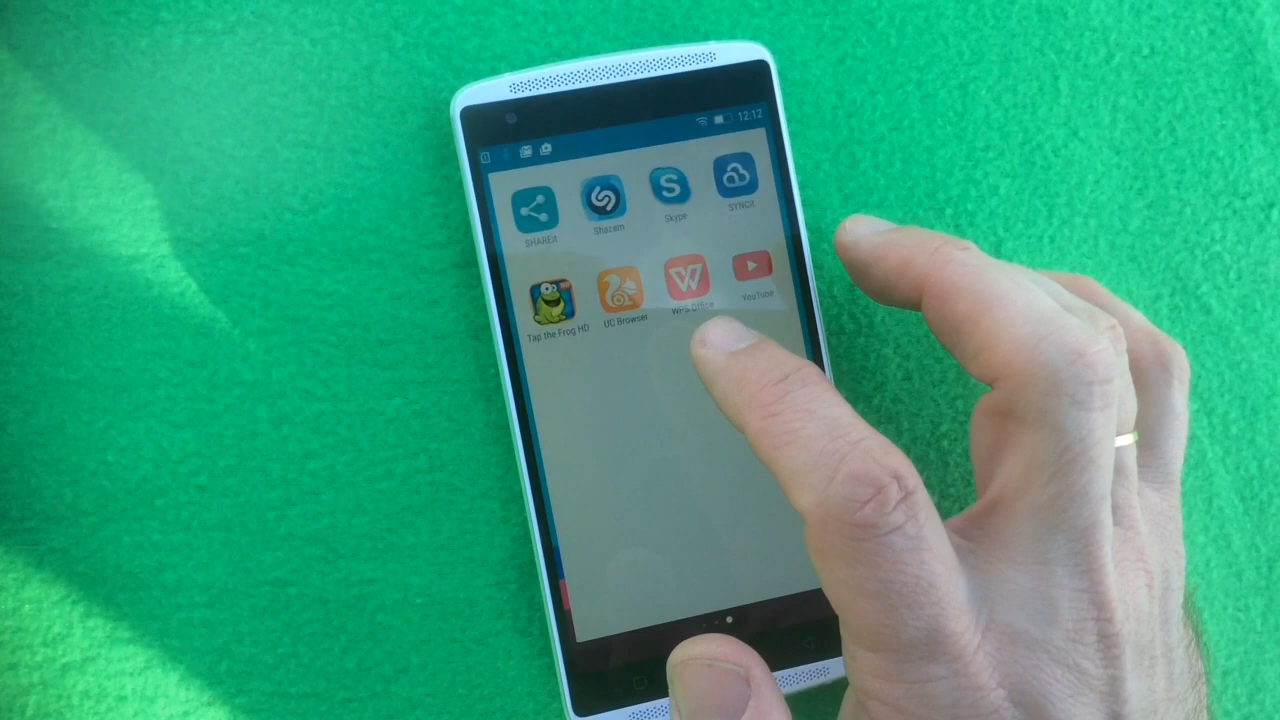 12:12
SHAREit
Shazam
Skype
SYNCit
Tap the Frog HD
UC Browser
WPS Office
YouTube